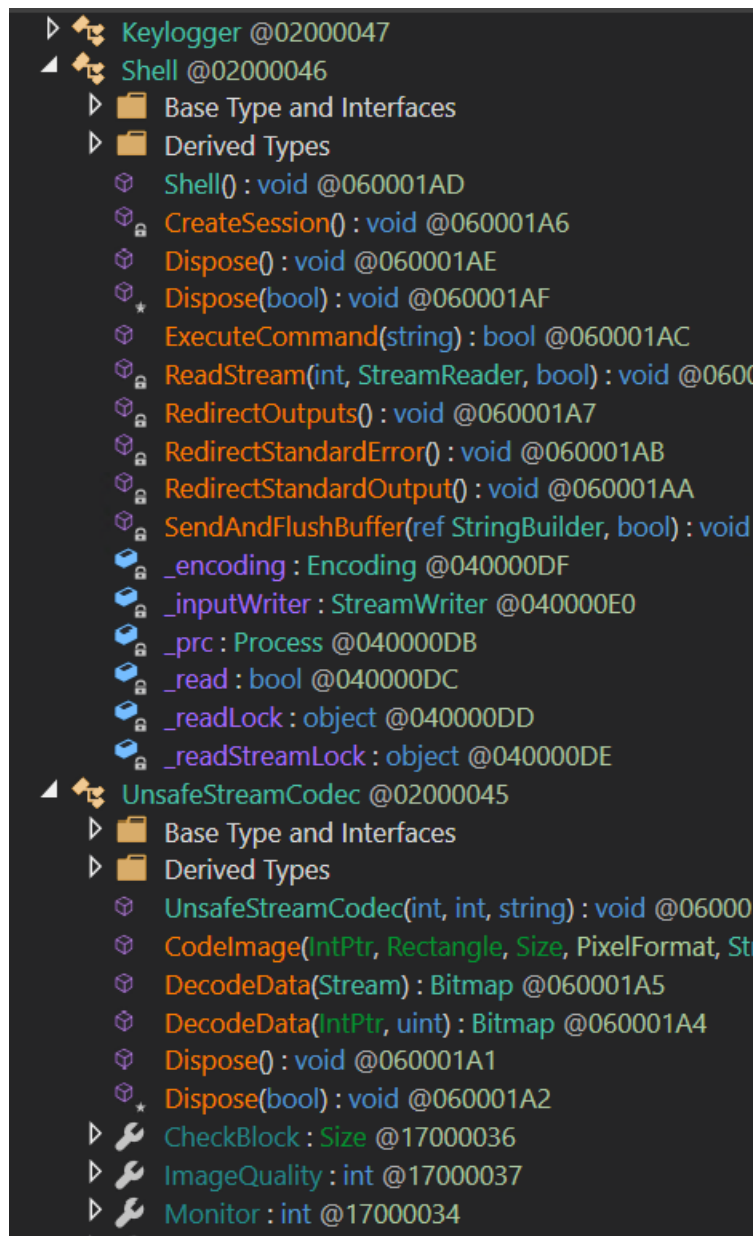 Keylogger @02000047
Shell @02000046
Base Type and Interfaces
Derived Types
Shell() : void @060001AD
CreateSession() : void @060001A6
Dispose() : void @060001AE
Dispose(bool) : void @060001AF
ExecuteCommand(string) : bool @060001AC
ReadStream(int, StreamReader, bool) : void @0600
RedirectOutputs() : void @060001A7
RedirectStandardError() : void @060001AB
RedirectStandardOutput() : void @060001AA
SendAndFlushBuffer(ref StringBuilder, bool) : void
_encoding : Encoding @040000DF
_inputWriter : StreamWriter @040000E0
_prc : Process @040000DB
_read : bool @040000DC
_readLock : object @040000DD
_readStreamLock : object @040000DE
UnsafeStreamCodec @02000045
Base Type and Interfaces
Derived Types
UnsafeStreamCodec(int, int, string) : void @06000
CodeImage(IntPtr, Rectangle, Size, PixelFormat, Str
DecodeData(Stream) : Bitmap @060001A5
DecodeData(IntPtr, uint) : Bitmap @060001A4
Dispose() : void @060001A1
Dispose(bool) : void @060001A2
CheckBlock : Size @17000036
ImageQuality : int @17000037
Monitor : int @17000034